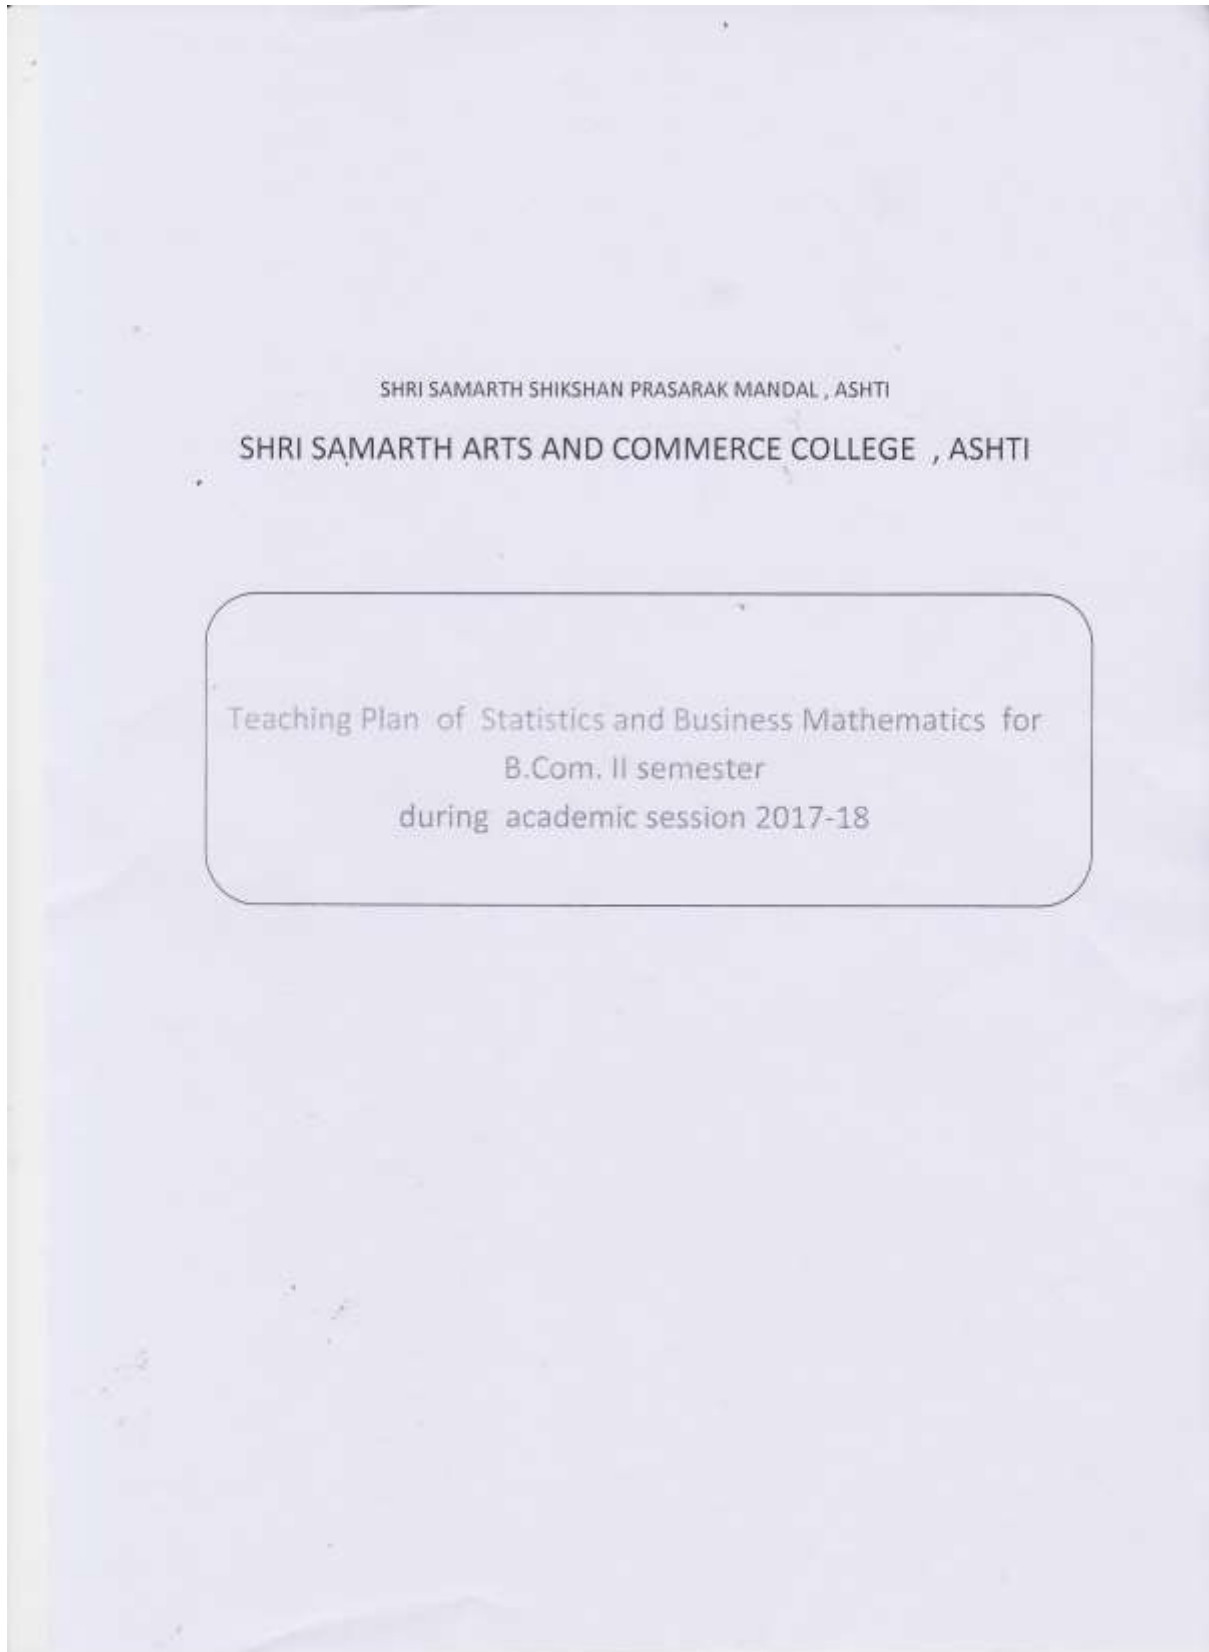 SHRI SAMARTH SHIKSHAN PRASARAK MANDAL , ASHTI
SHRI SAMARTH ARTS AND COMMERCE COLLEGE , ASHTI
Teaching Plan of Statistics and Business Mathematics for
B.Com. II semester
during academic session 2017-18